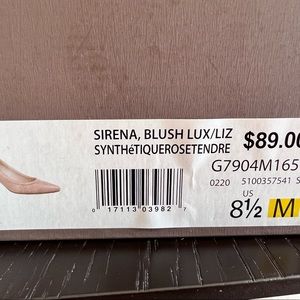 SIRENA, BLUSH LUX/LIZ $89.00
SYNTHéTIQUEROSETENDRE
G7904M165
0220 5100357541 S
US
8½ M
0 17113 03982 7